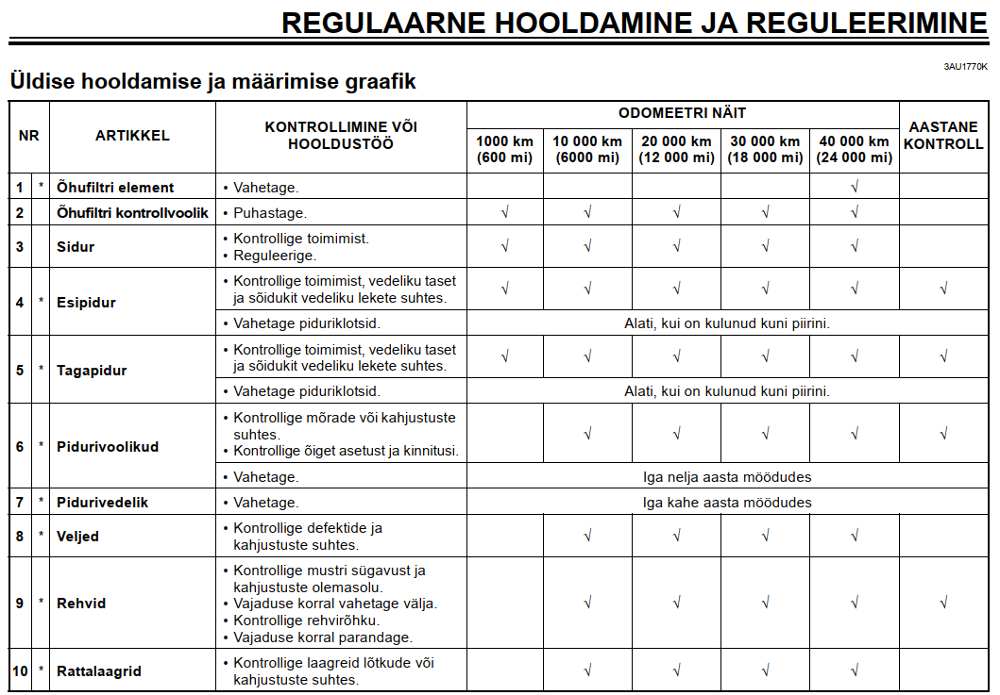 REGULAARNE HOOLDAMINE JA REGULEERIMINE
3AU1770K
Üldise hooldamise ja määrimise graafik
NR ARTIKKEL KONTROLLIMINE VÕI HOOLDUSTÖÖ ODOMEETRI NÄIT AASTANE KONTROLL
1000 km (600 mi) 10 000 km (6000 mi) 20 000 km (12 000 mi) 30 000 km (18 000 mi) 40 000 km (24 000 mi)
1 * Õhufiltri element • Vahetage. √
2 Õhufiltri kontrollvoolik • Puhastage. √ √ √ √ √
3 Sidur • Kontrollige toimimist.
• Reguleerige. √ √ √ √ √
4 * Esipidur • Kontrollige toimimist, vedeliku taset
ja sõidukit vedeliku lekete suhtes. √ √ √ √ √ √
• Vahetage piduriklotsid. Alati, kui on kulunud kuni piirini.
5 * Tagapidur • Kontrollige toimimist, vedeliku taset
ja sõidukit vedeliku lekete suhtes. √ √ √ √ √ √
• Vahetage piduriklotsid. Alati, kui on kulunud kuni piirini.
6 * Pidurivoolikud • Kontrollige mõrade või kahjustuste
suhtes.
• Kontrollige õiget asetust ja kinnitusi. √ √ √ √ √
• Vahetage. Iga nelja aasta möödudes
7 * Pidurivedelik • Vahetage. Iga kahe aasta möödudes
8 * Veljed • Kontrollige defektide ja
kahjustuste suhtes. √ √ √ √
9 * Rehvid • Kontrollige mustri sügavust ja
kahjustuste olemasolu.
• Vajaduse korral vahetage välja.
• Kontrollige rehvirõhku.
• Vajaduse korral parandage. √ √ √ √ √
10 * Rattalaagrid • Kontrollige laagreid lõtkude või
kahjustuste suhtes. √ √ √ √